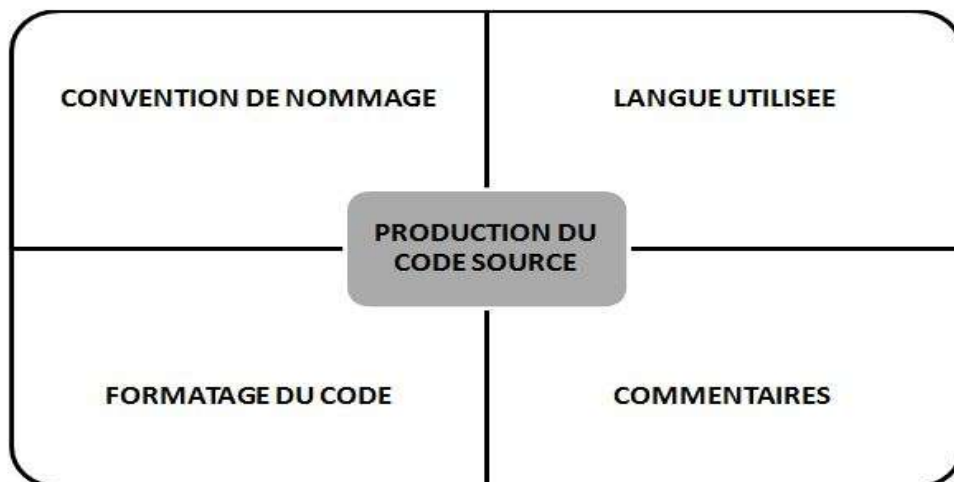 CONVENTION DE NOMMAGE
LANGUE UTILISEE
PRODUCTION DU
CODE SOURCE
FORMATAGE DU CODE
COMMENTAIRES